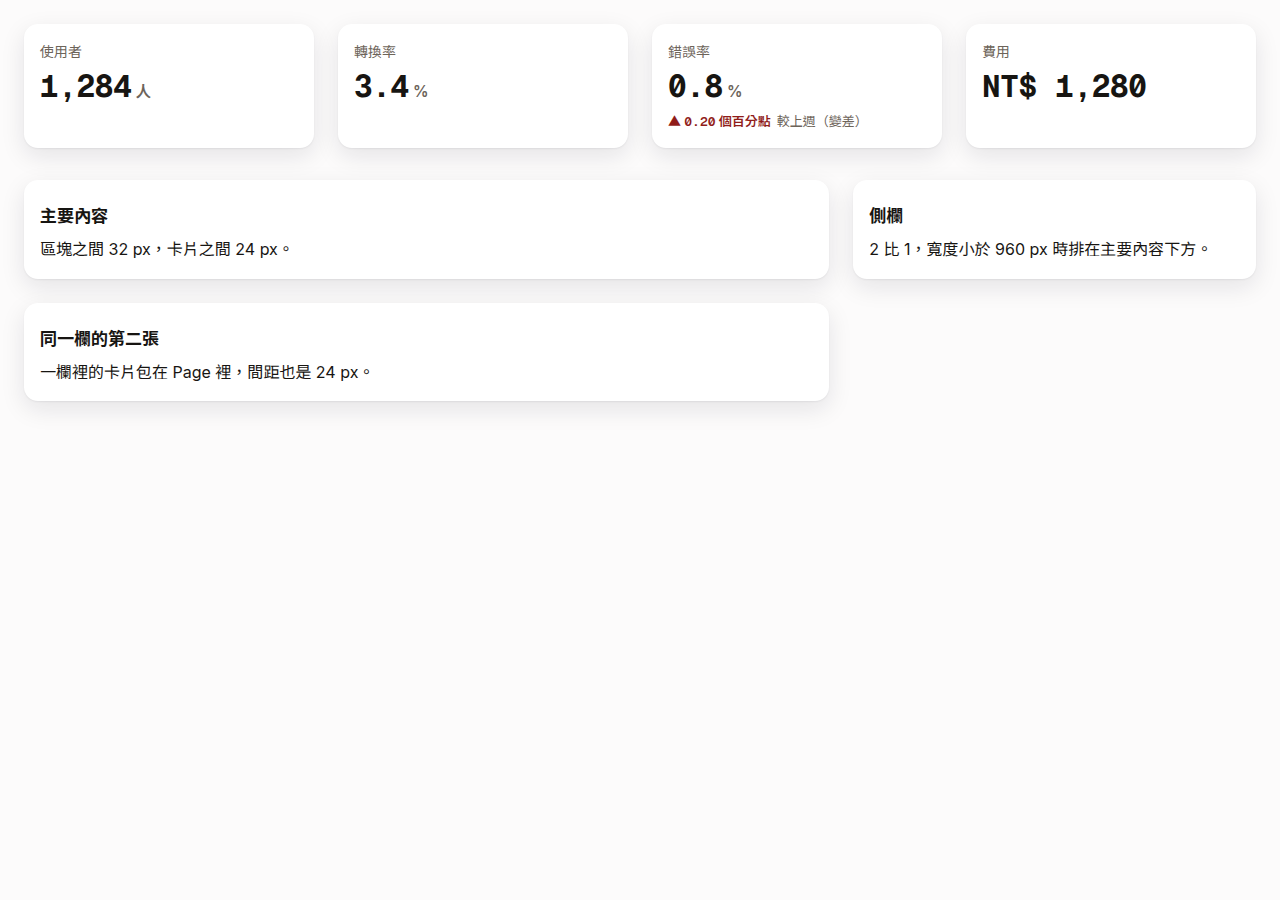 使用者
1,284 人
轉換率
3.4 %
錯誤率
0.8 %
▲ 0.20 個百分點 較上週（變差）
費用
NT$ 1,280
主要內容
區塊之間 32 px，卡片之間 24 px。
側欄
2 比 1，寬度小於 960 px 時排在主要內容下方。
同一欄的第二張
一欄裡的卡片包在 Page 裡，間距也是 24 px。